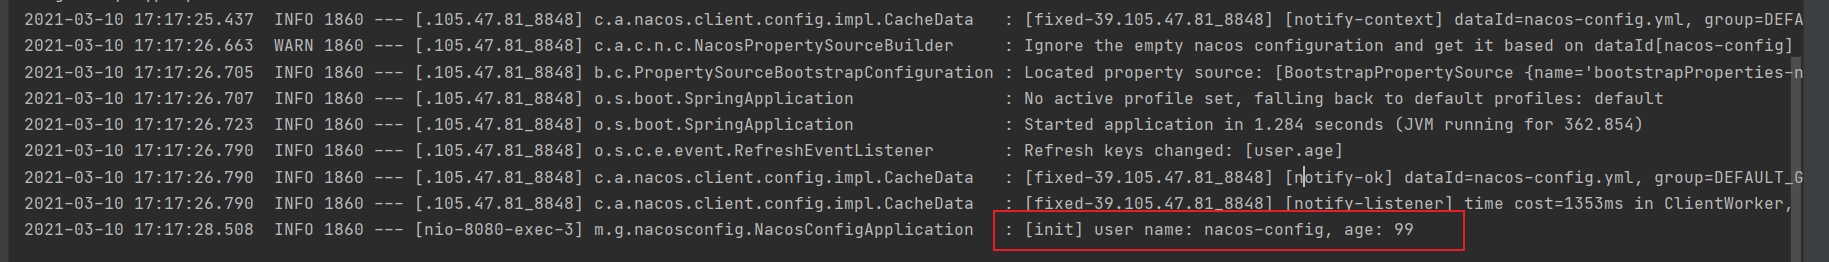 2021-03-10 17:17:25.437  INFO 1860 --- [.105.47.81_8848] c.a.nacos.client.config.impl.CacheData   : [fixed-39.105.47.81_8848] [notify-context] dataId=nacos-config.yml, group=DEFA
2021-03-10 17:17:26.663  WARN 1860 --- [.105.47.81_8848] c.a.c.n.c.NacosPropertySourceBuilder     : Ignore the empty nacos configuration and get it based on dataId[nacos-config]
2021-03-10 17:17:26.705  INFO 1860 --- [.105.47.81_8848] b.c.PropertySourceBootstrapConfiguration : Located property source: [BootstrapPropertySource {name='bootstrapProperties-n
2021-03-10 17:17:26.707  INFO 1860 --- [.105.47.81_8848] o.s.boot.SpringApplication               : No active profile set, falling back to default profiles: default
2021-03-10 17:17:26.723  INFO 1860 --- [.105.47.81_8848] o.s.boot.SpringApplication               : Started application in 1.284 seconds (JVM running for 362.854)
2021-03-10 17:17:26.790  INFO 1860 --- [.105.47.81_8848] o.s.c.e.event.RefreshEventListener       : Refresh keys changed: [user.age]
2021-03-10 17:17:26.790  INFO 1860 --- [.105.47.81_8848] c.a.nacos.client.config.impl.CacheData   : [fixed-39.105.47.81_8848] [notify-ok] dataId=nacos-config.yml, group=DEFAULT_G
2021-03-10 17:17:26.790  INFO 1860 --- [.105.47.81_8848] c.a.nacos.client.config.impl.CacheData   : [fixed-39.105.47.81_8848] [notify-listener] time cost=1353ms in ClientWorker,
2021-03-10 17:17:28.508  INFO 1860 --- [nio-8080-exec-3] m.g.nacosconfig.NacosConfigApplication   : [init] user name: nacos-config, age: 99